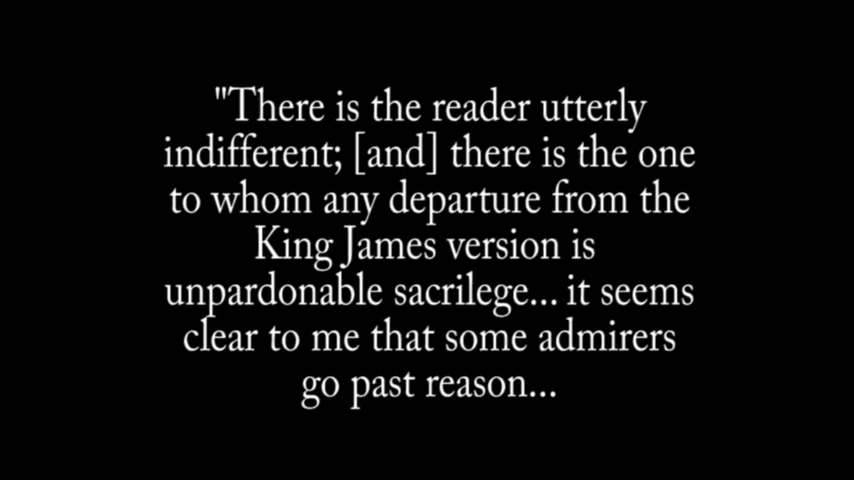 "There is the reader utterly
indifferent; [and] there is the one
to whom any departure from the
King James version is
unpardonable sacrilege... it seems
clear to me that some admirers
go past reason...